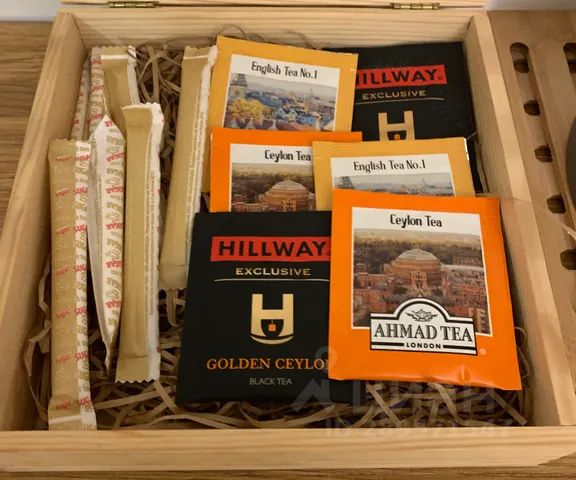 English Tea No.1
HILLWAY.
EXCLUSIVE
Ceylon Tea
English Tea No.1
Ceylon Tea
HILLWAY.
EXCLUSIVE
GOLDEN CEYLON
BLACK TEA
AHMAD TEA
LONDON
sugar